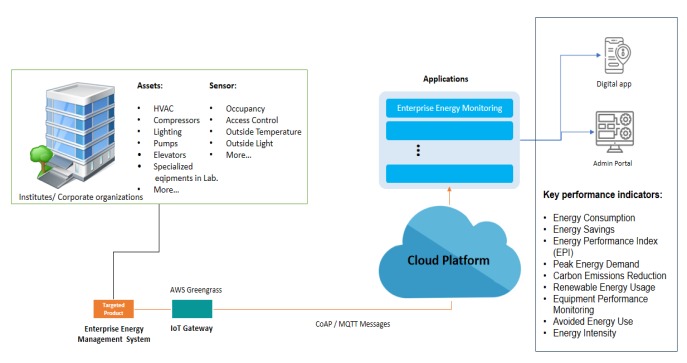 Assets:
HVAC
Compressors
Lighting
Pumps
Elevators
Specialized
eqipments in Lab.
More...
Sensor:
Occupancy
Access Control
Outside Temperature
Outside Light
More...
Institutes/ Corporate organizations
Targeted
Product
Enterprise Energy
Management System
AWS Greengrass
IoT Gateway
CoAP / MQTT Messages
Cloud Platform
Applications
Enterprise Energy Monitoring
Digital app
Admin Portal
Key performance indicators:
Energy Consumption
Energy Savings
Energy Performance Index
(EPI)
Peak Energy Demand
Carbon Emissions Reduction
Renewable Energy Usage
Equipment Performance
Monitoring
Avoided Energy Use
Energy Intensity